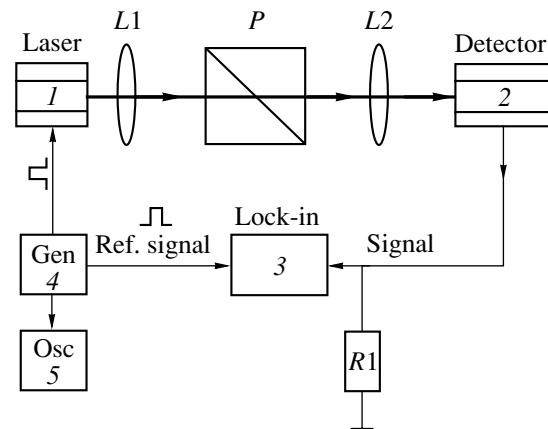 L1
P
L2
Laser
Detector
1
2
Lock-in
Ref. signal
Signal
Gen
4
3
Osc
5
R1